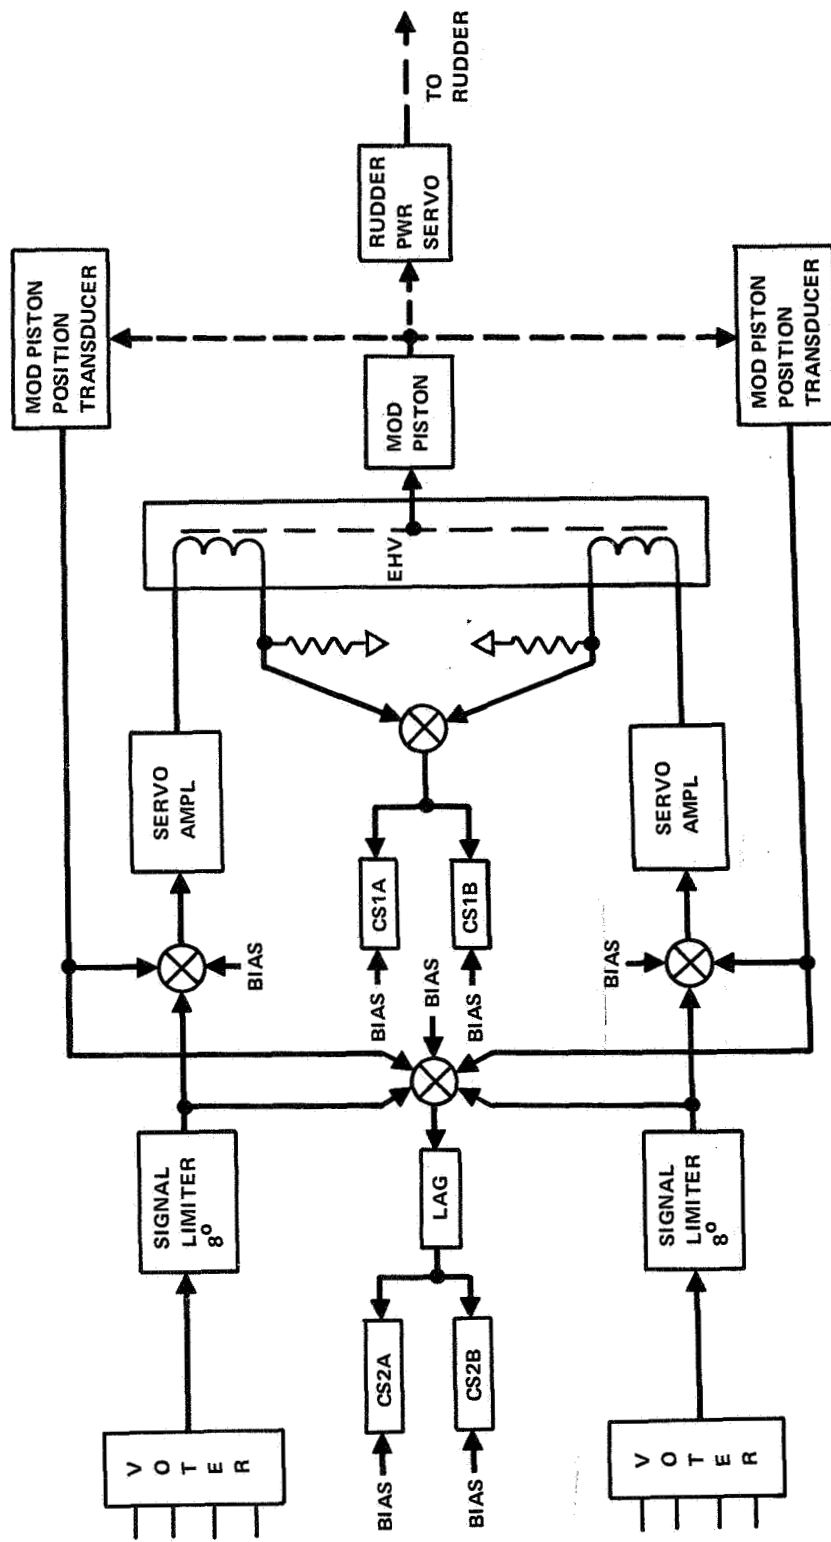 MOD PISTON
POSITION
TRANSDUCER
SERVO
AMPL
BIAS
SIGNAL
LIMITER
8°
V
O
T
E
R
TO
RUDDER
RUDDER
PWR
SERVO
MOD
PISTON
EHV
CS1A
CS1B
BIAS
BIAS
BIAS
LAG
CS2A
CS2B
BIAS
BIAS
MOD PISTON
POSITION
TRANSDUCER
SERVO
AMPL
BIAS
SIGNAL
LIMITER
8°
V
O
T
E
R